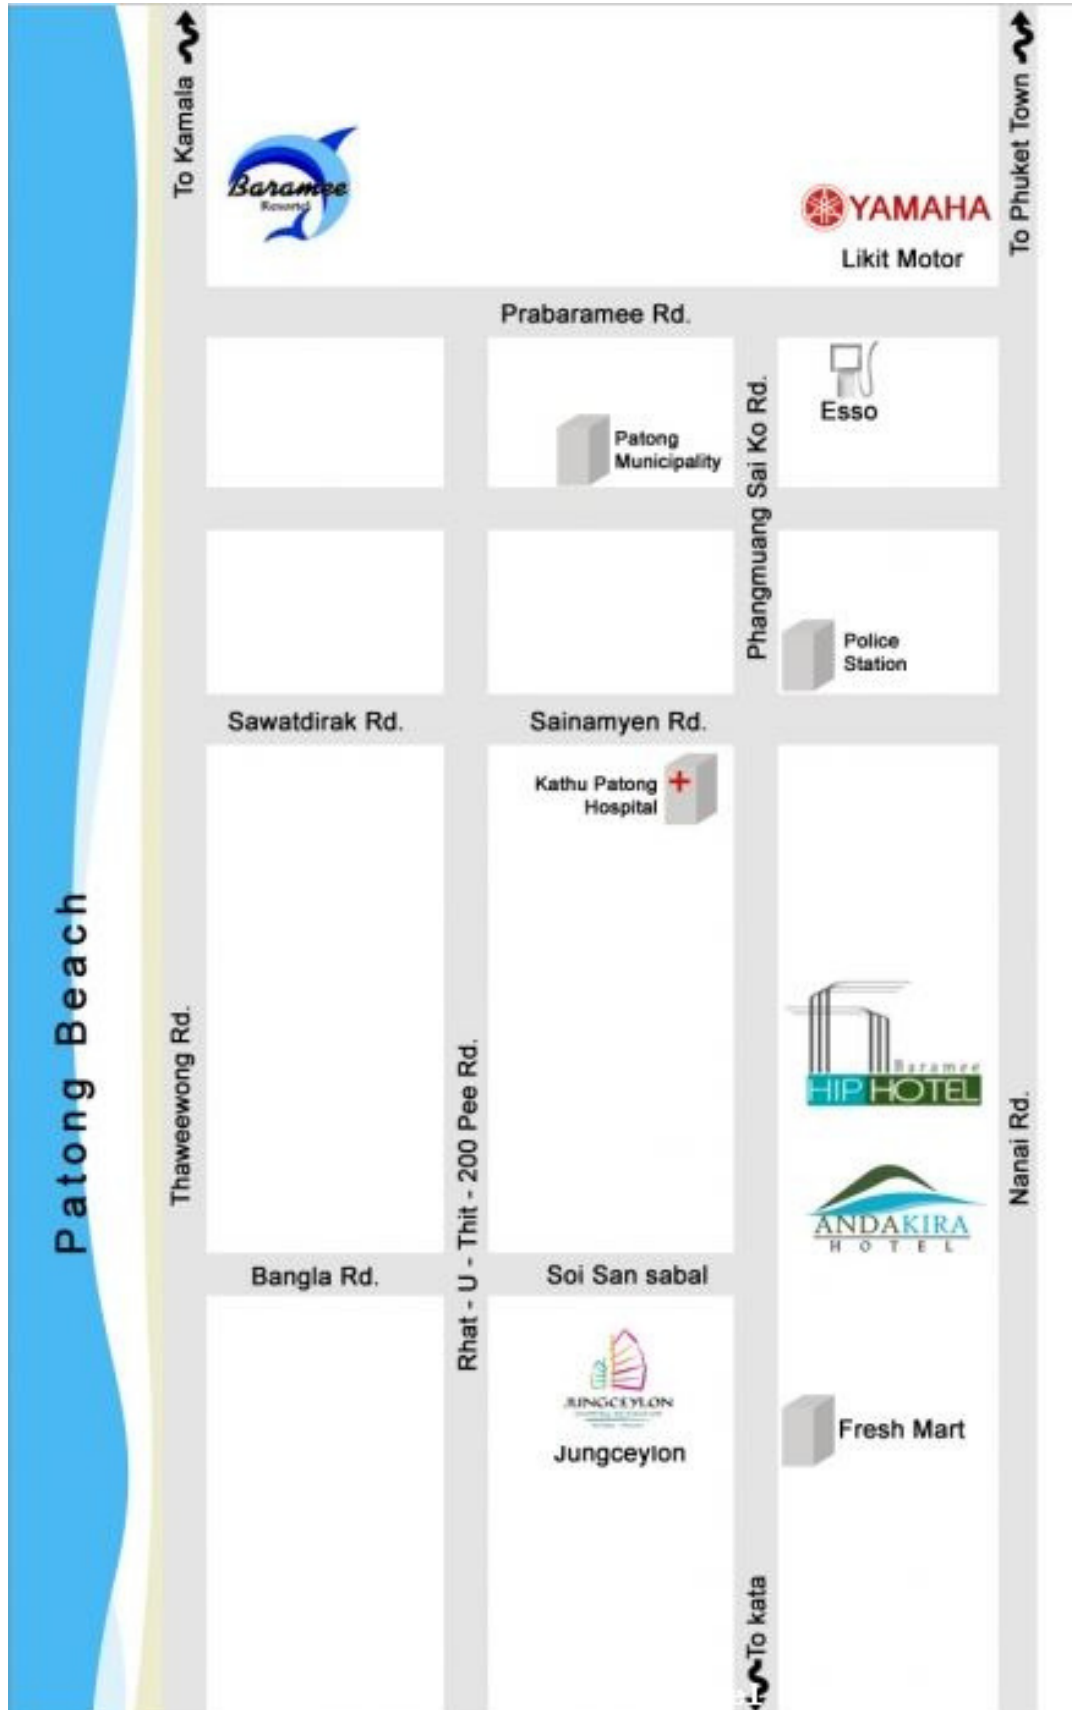 To Kamala
To Phuket Town
Baramee
Resortel
YAMAHA
Likit Motor
Prabaramee Rd.
Esso
Phangmuang Sai Ko Rd.
Patong
Municipality
Police
Station
Sawatdirak Rd.
Sainamyen Rd.
Kathu Patong
Hospital
Patong Beach
Thaweewong Rd.
Rhat - U - Thit - 200 Pee Rd.
Baramee
HIP HOTEL
Nanai Rd.
ANDAKIRA
HOTEL
Bangla Rd.
Soi San sabal
JUNGCEYLON
Jungceylon
Fresh Mart
To kata